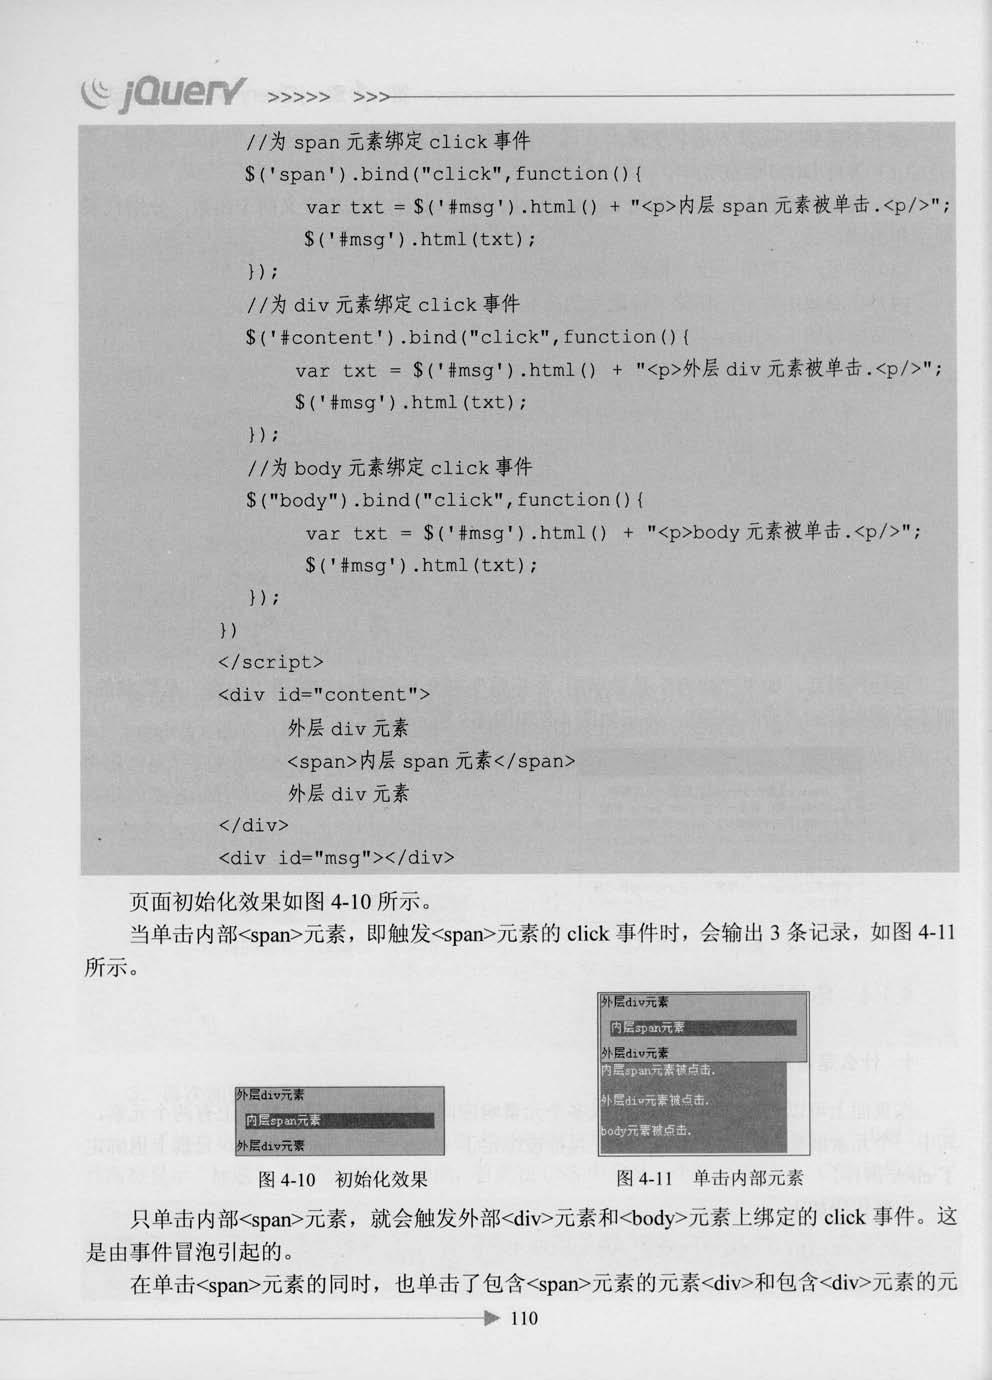 jQuery >>>>> >>>
//为 span 元素绑定 click 事件
$('span').bind("click",function(){
var txt = $('#msg').html() + "<p>内层 span 元素被单击.<p/>";
$('#msg').html(txt);
});
//为 div 元素绑定 click 事件
$('#content').bind("click",function(){
var txt = $('#msg').html() + "<p>外层 div 元素被单击.<p/>";
$('#msg').html(txt);
});
//为 body 元素绑定 click 事件
$("body").bind("click",function(){
var txt = $('#msg').html() + "<p>body 元素被单击.<p/>";
$('#msg').html(txt);
});
})
</script>
<div id="content">
外层 div 元素
<span>内层 span 元素</span>
外层 div 元素
</div>
<div id="msg"></div>
页面初始化效果如图 4-10 所示。
当单击内部<span>元素，即触发<span>元素的 click 事件时，会输出 3 条记录，如图 4-11
所示。
外层div元素
内层span元素
外层div元素
图 4-10 初始化效果
外层div元素
内层span元素
外层div元素
内层span元素被点击.
外层div元素被点击.
body元素被点击.
图 4-11 单击内部元素
只单击内部<span>元素，就会触发外部<div>元素和<body>元素上绑定的 click 事件。这
是由事件冒泡引起的。
在单击<span>元素的同时，也单击了包含<span>元素的元素<div>和包含<div>元素的元
110